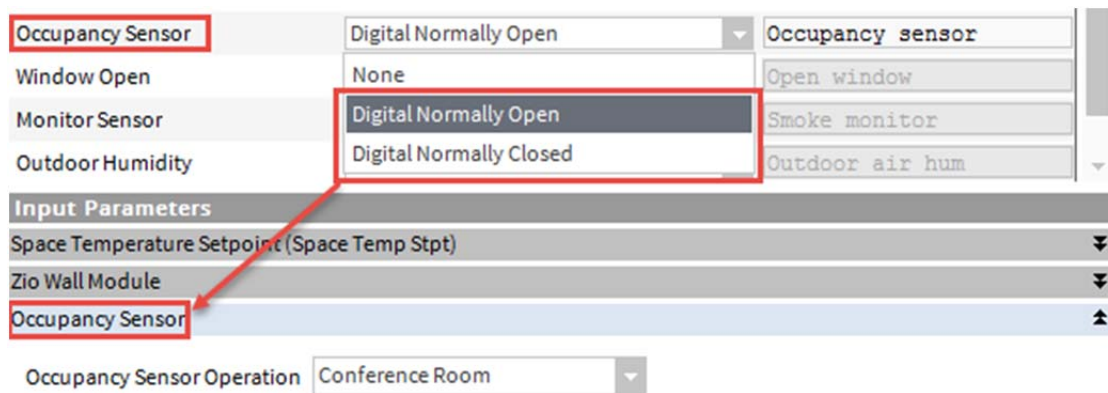 Occupancy Sensor Digital Normally Open Occupancy sensor
Window Open None Open window
Monitor Sensor Digital Normally Open Smoke monitor
Outdoor Humidity Digital Normally Closed Outdoor air hum
Input Parameters
Space Temperature Setpoint (Space Temp Stpt)
Zio Wall Module
Occupancy Sensor
Occupancy Sensor Operation Conference Room